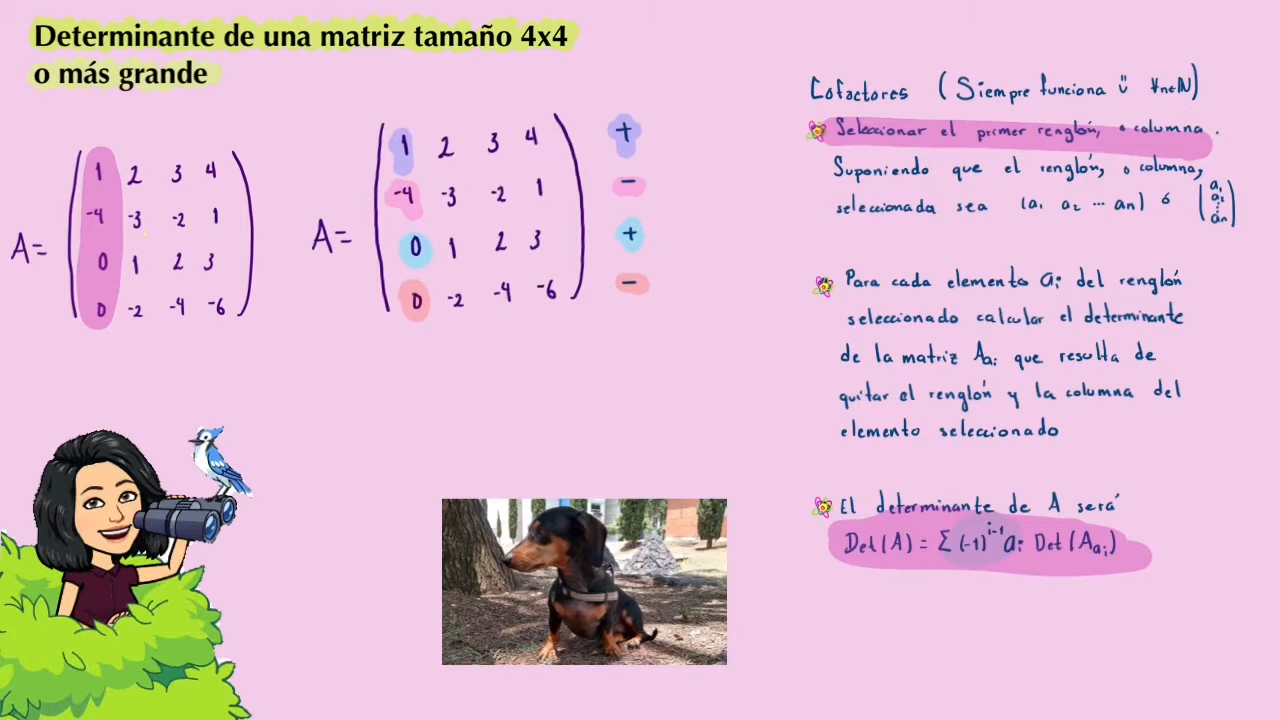 Determinante de una matriz tamaño 4x4
o más grande
A= ( 1 2 3 4
-4 -3 -2 1
0 1 2 3
0 -2 -4 -6 )
A= ( 1 2 3 4 ) +
-4 -3 -2 1 -
0 1 2 3 +
0 -2 -4 -6 -
Cofactores (Siempre funciona ü ∀n∈ℕ)
Seleccionar el primer renglón, o columna.
Suponiendo que el renglón, o columna,
seleccionada sea (a₁ a₂ ... an) ó (a₁ a₂ ⋮ an)
Para cada elemento aᵢ del renglón
seleccionado calcular el determinante
de la matriz Aaᵢ que resulta de
quitar el renglón y la columna del
elemento seleccionado
El determinante de A será
Det(A) = Σ (-1)^{i-1} aᵢ Det(Aaᵢ)